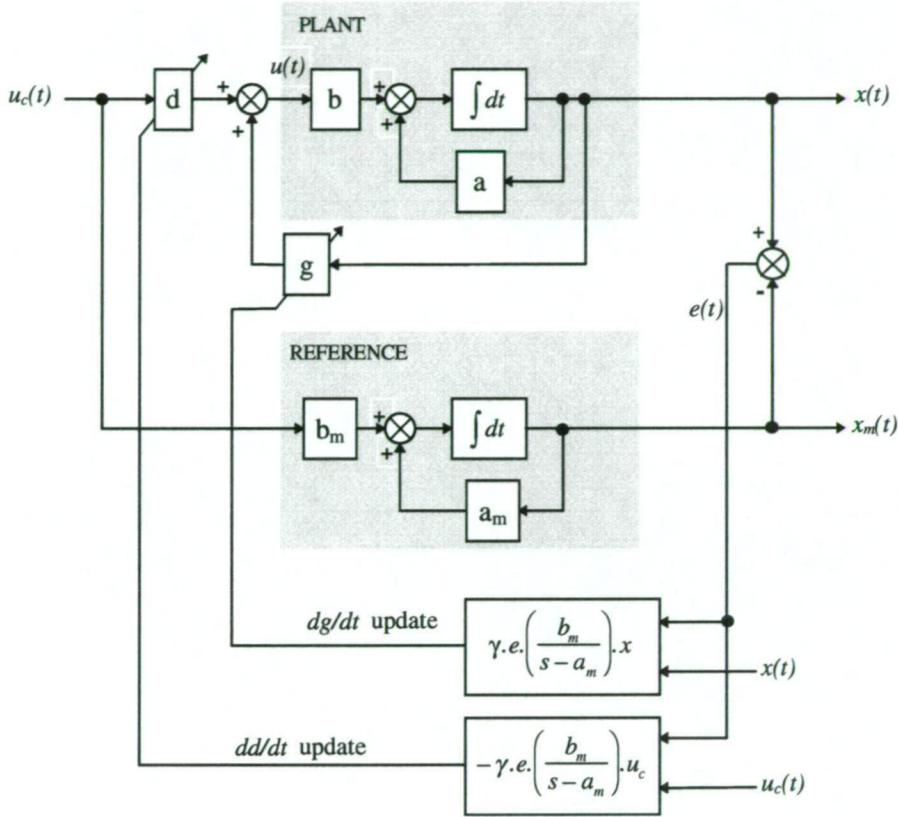 PLANT
u_c(t)
d
+
+
u(t)
b
+
+
∫dt
x(t)
a
g
+
-
e(t)
REFERENCE
b_m
+
+
∫dt
x_m(t)
a_m
dg/dt update
γ.e.(b_m / (s − a_m)).x
x(t)
dd/dt update
− γ.e.(b_m / (s − a_m)).u_c
u_c(t)